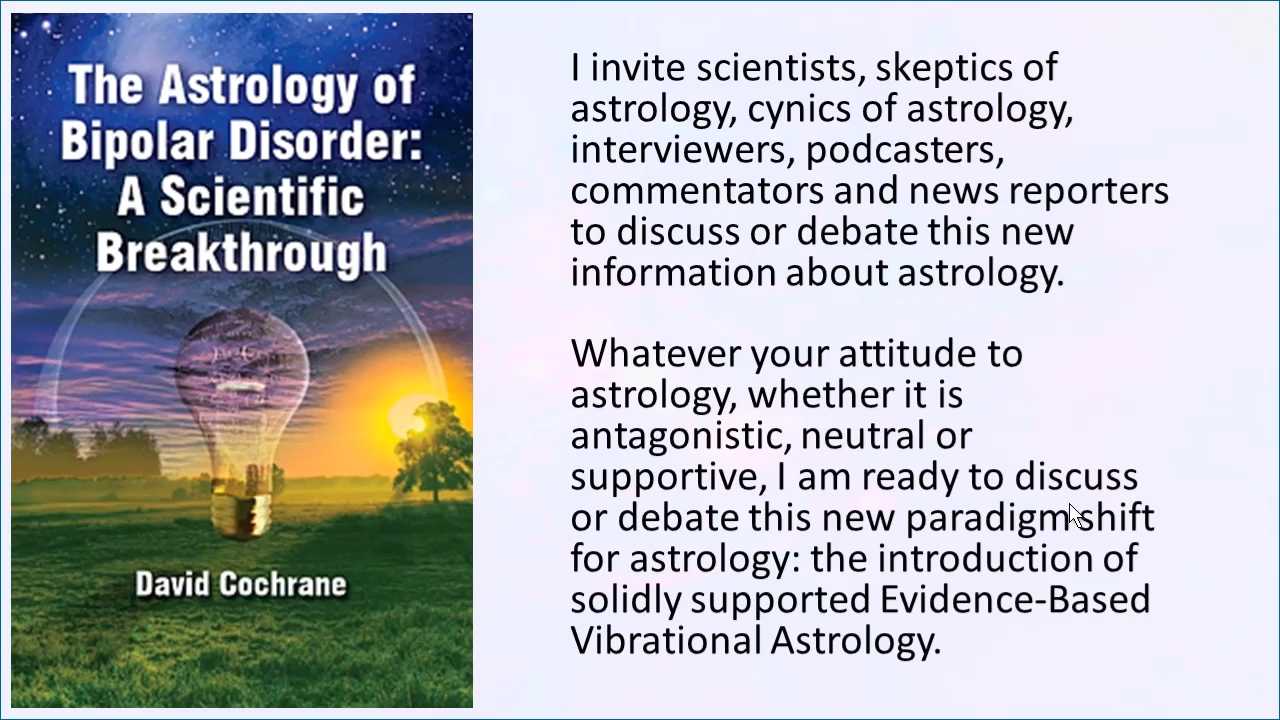 The Astrology of
Bipolar Disorder:
A Scientific
Breakthrough
David Cochrane
I invite scientists, skeptics of
astrology, cynics of astrology,
interviewers, podcasters,
commentators and news reporters
to discuss or debate this new
information about astrology.
Whatever your attitude to
astrology, whether it is
antagonistic, neutral or
supportive, I am ready to discuss
or debate this new paradigm shift
for astrology: the introduction of
solidly supported Evidence-Based
Vibrational Astrology.